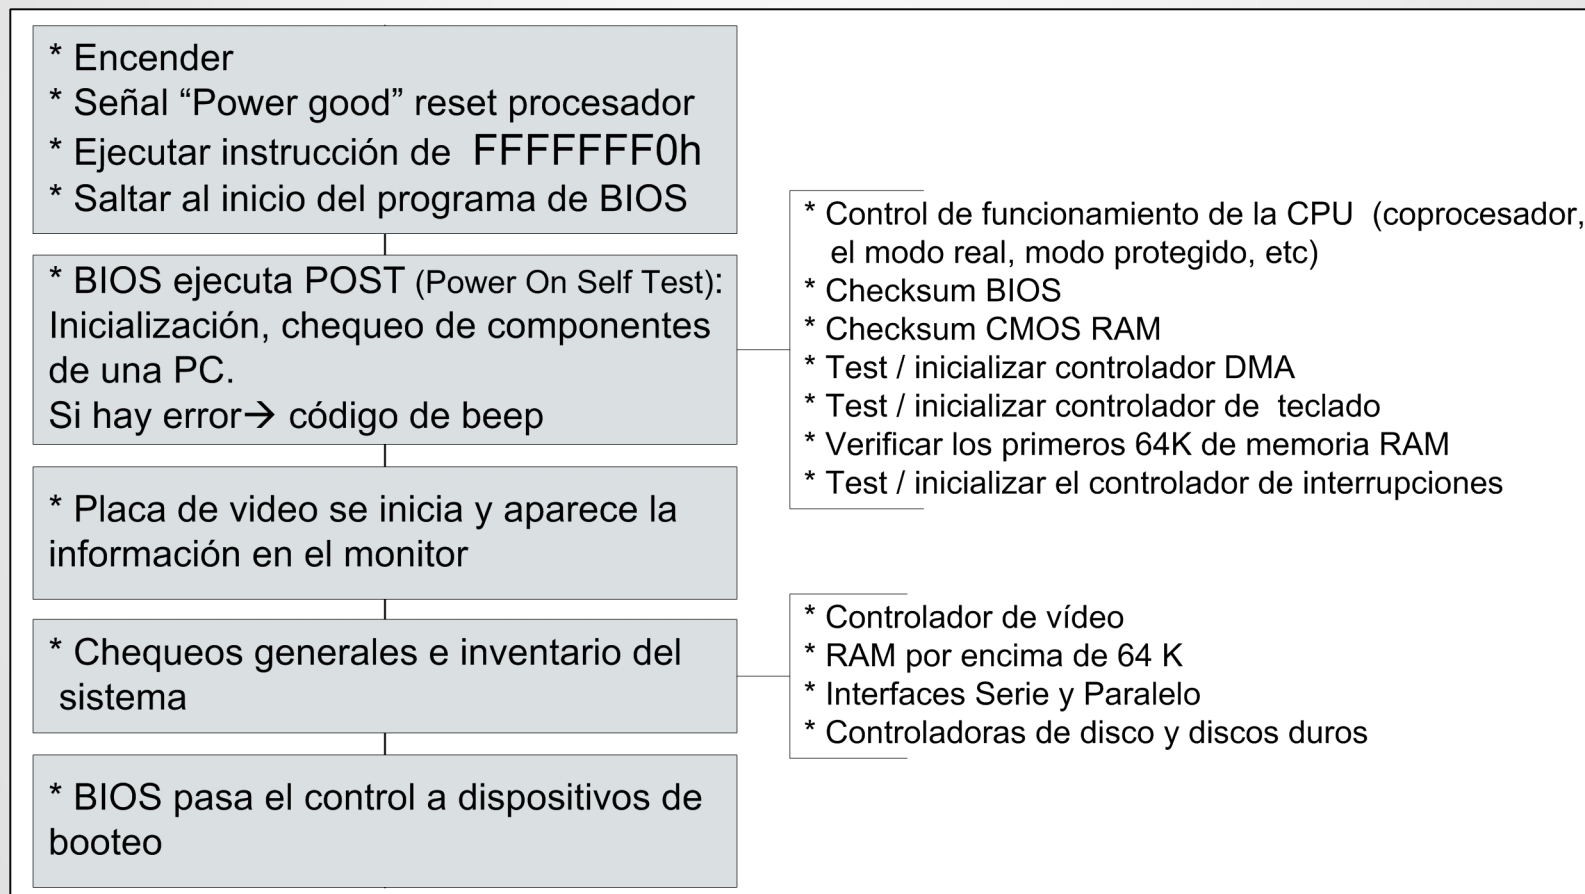 * Encender
* Señal “Power good” reset procesador
* Ejecutar instrucción de FFFFFFF0h
* Saltar al inicio del programa de BIOS
* BIOS ejecuta POST (Power On Self Test):
Inicialización, chequeo de componentes
de una PC.
Si hay error→ código de beep
* Control de funcionamiento de la CPU (coprocesador,
el modo real, modo protegido, etc)
* Checksum BIOS
* Checksum CMOS RAM
* Test / inicializar controlador DMA
* Test / inicializar controlador de teclado
* Verificar los primeros 64K de memoria RAM
* Test / inicializar el controlador de interrupciones
* Placa de video se inicia y aparece la
información en el monitor
* Chequeos generales e inventario del
sistema
* Controlador de vídeo
* RAM por encima de 64 K
* Interfaces Serie y Paralelo
* Controladoras de disco y discos duros
* BIOS pasa el control a dispositivos de
booteo